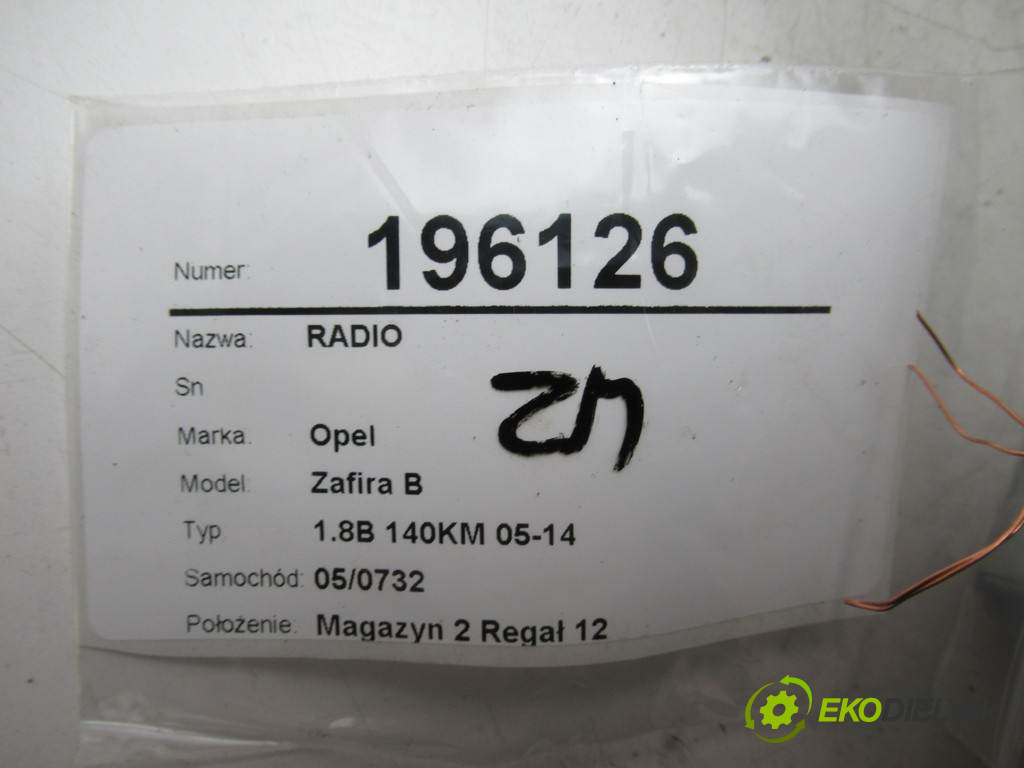 Numer: 196126
Nazwa: RADIO
Sn
Marka: Opel
Model: Zafira B
Typ 1.8B 140KM 05-14
Samochód: 05/0732
Położenie: Magazyn 2 Regał 12